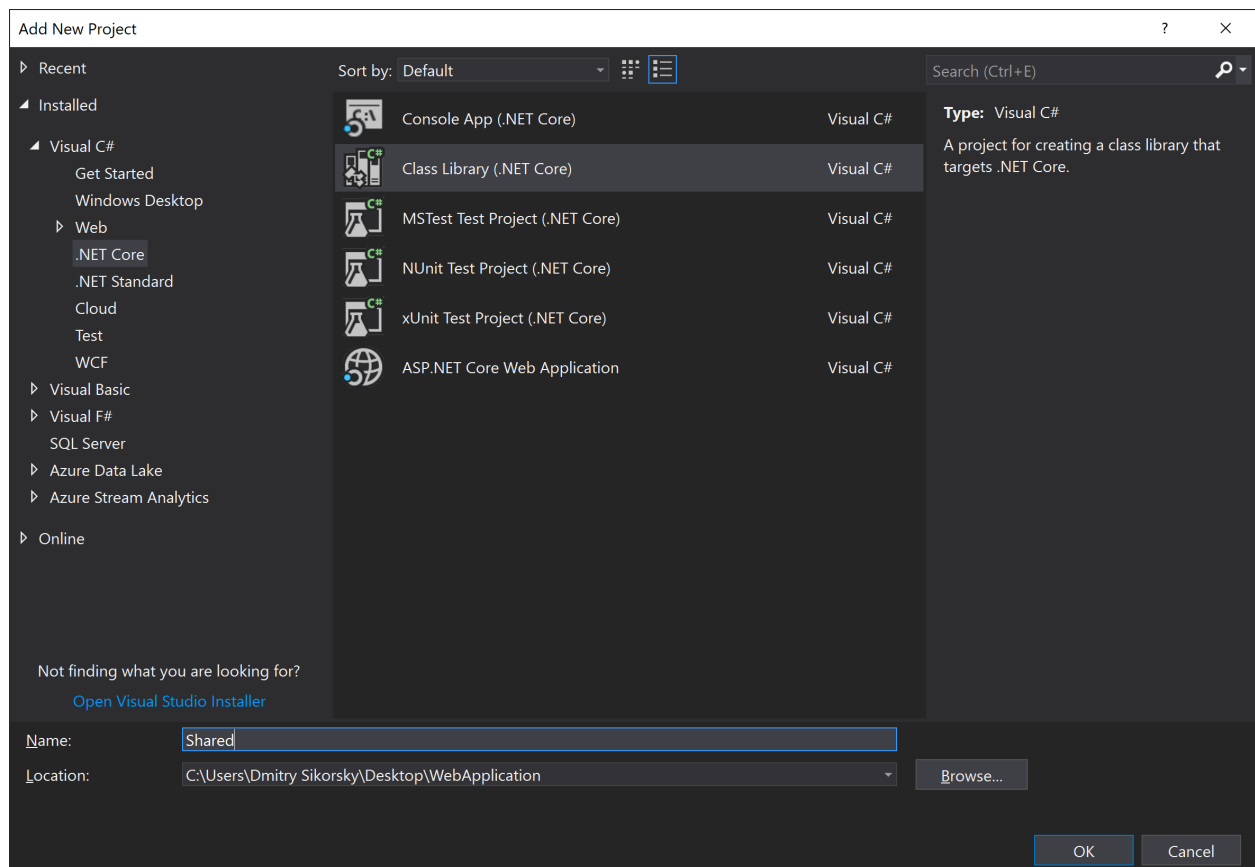 Add New Project
?
Recent
Installed
Visual C#
Get Started
Windows Desktop
Web
.NET Core
.NET Standard
Cloud
Test
WCF
Visual Basic
Visual F#
SQL Server
Azure Data Lake
Azure Stream Analytics
Online
Not finding what you are looking for?
Open Visual Studio Installer
Sort by: Default
Console App (.NET Core) Visual C#
Class Library (.NET Core) Visual C#
MSTest Test Project (.NET Core) Visual C#
NUnit Test Project (.NET Core) Visual C#
xUnit Test Project (.NET Core) Visual C#
ASP.NET Core Web Application Visual C#
Search (Ctrl+E)
Type: Visual C#
A project for creating a class library that
targets .NET Core.
Name: Shared
Location: C:\Users\Dmitry Sikorsky\Desktop\WebApplication
Browse...
OK Cancel